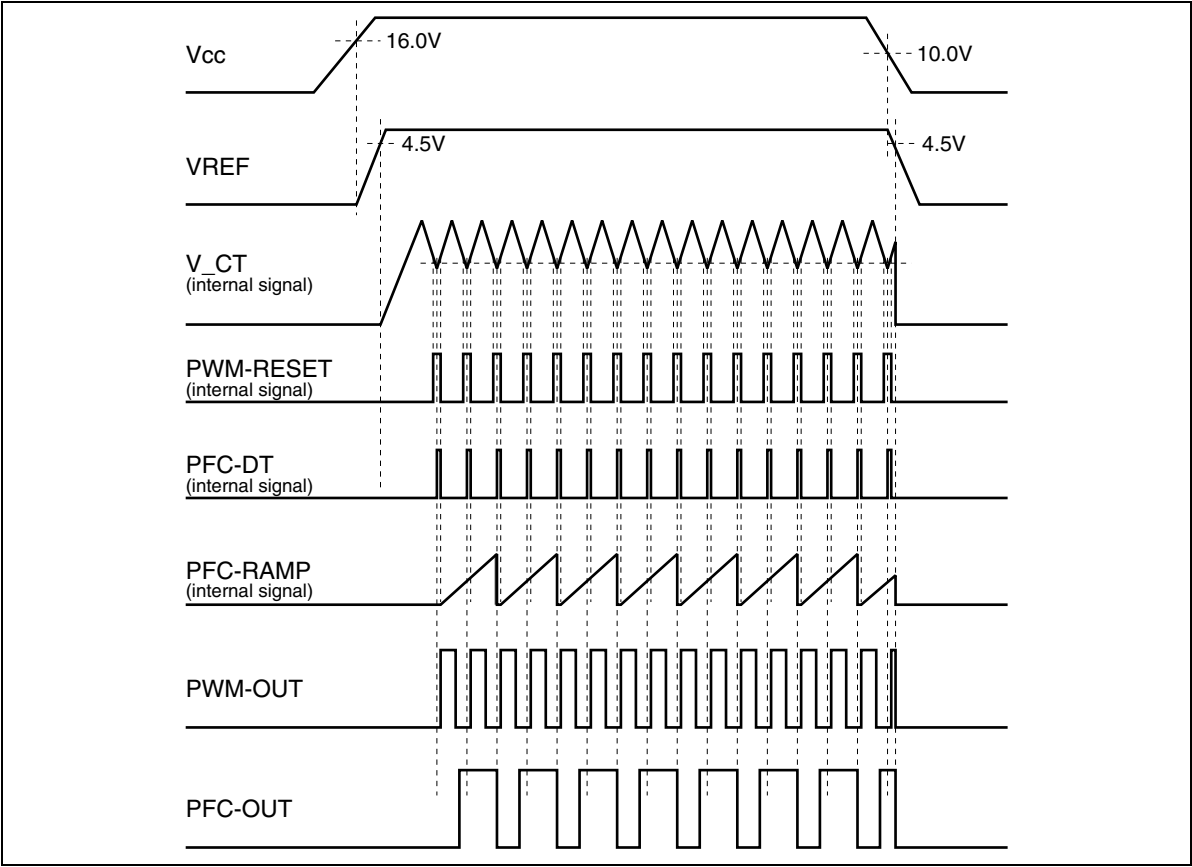 16.0V
Vcc
10.0V
4.5V
4.5V
VREF
V_CT
(internal signal)
PWM-RESET
(internal signal)
PFC-DT
(internal signal)
PFC-RAMP
(internal signal)
PWM-OUT
PFC-OUT